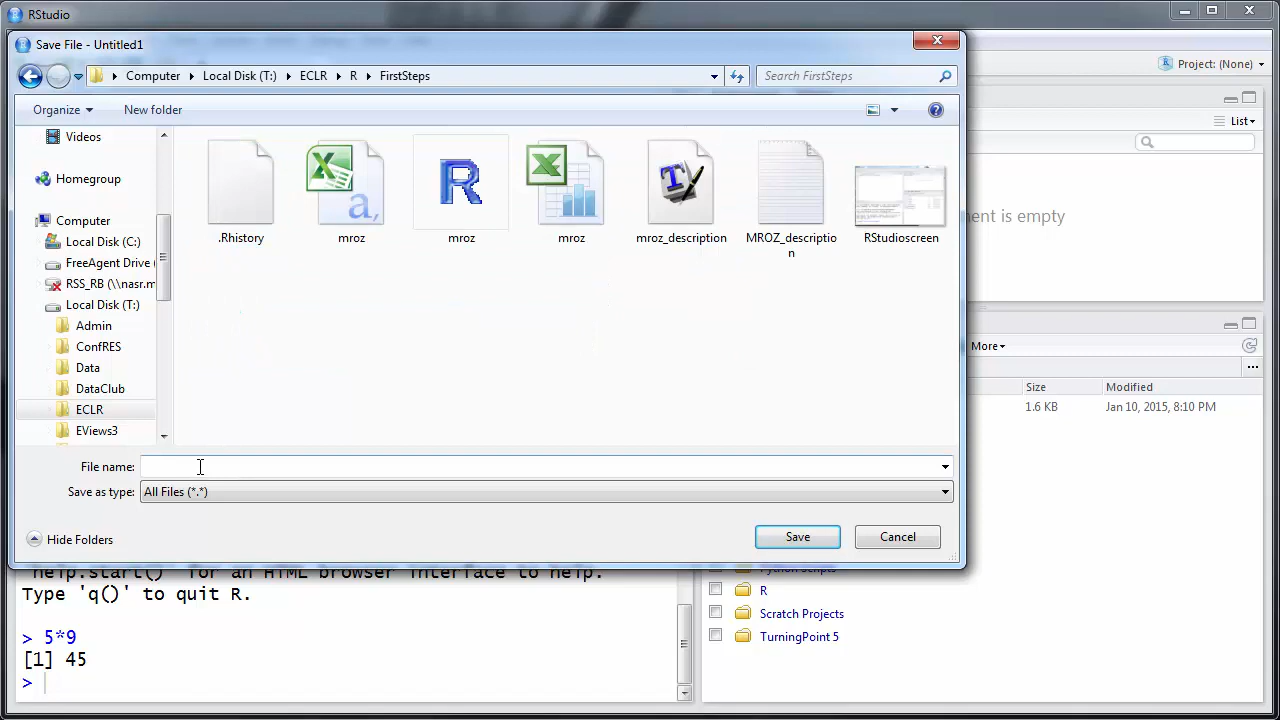 RStudio
Save File - Untitled1
Computer
Local Disk (T:)
ECLR
R
FirstSteps
Search FirstSteps
Project: (None)
Organize
New folder
List
Videos
Homegroup
Computer
Local Disk (C:)
FreeAgent Drive (
RSS_RB (\\nasr.m
Local Disk (T:)
Admin
ConfRES
Data
DataClub
ECLR
EViews3
.Rhistory
mroz
mroz
mroz
mroz_description
MROZ_descriptio
n
RStudioscreen
ment is empty
More
Size
Modified
1.6 KB
Jan 10, 2015, 8:10 PM
File name:
Save as type:
All Files (*.*)
Hide Folders
Save
Cancel
'help.start()' for an HTML browser interface to help.
Type 'q()' to quit R.
> 5*9
[1] 45
>
Python Scripts
R
Scratch Projects
TurningPoint 5